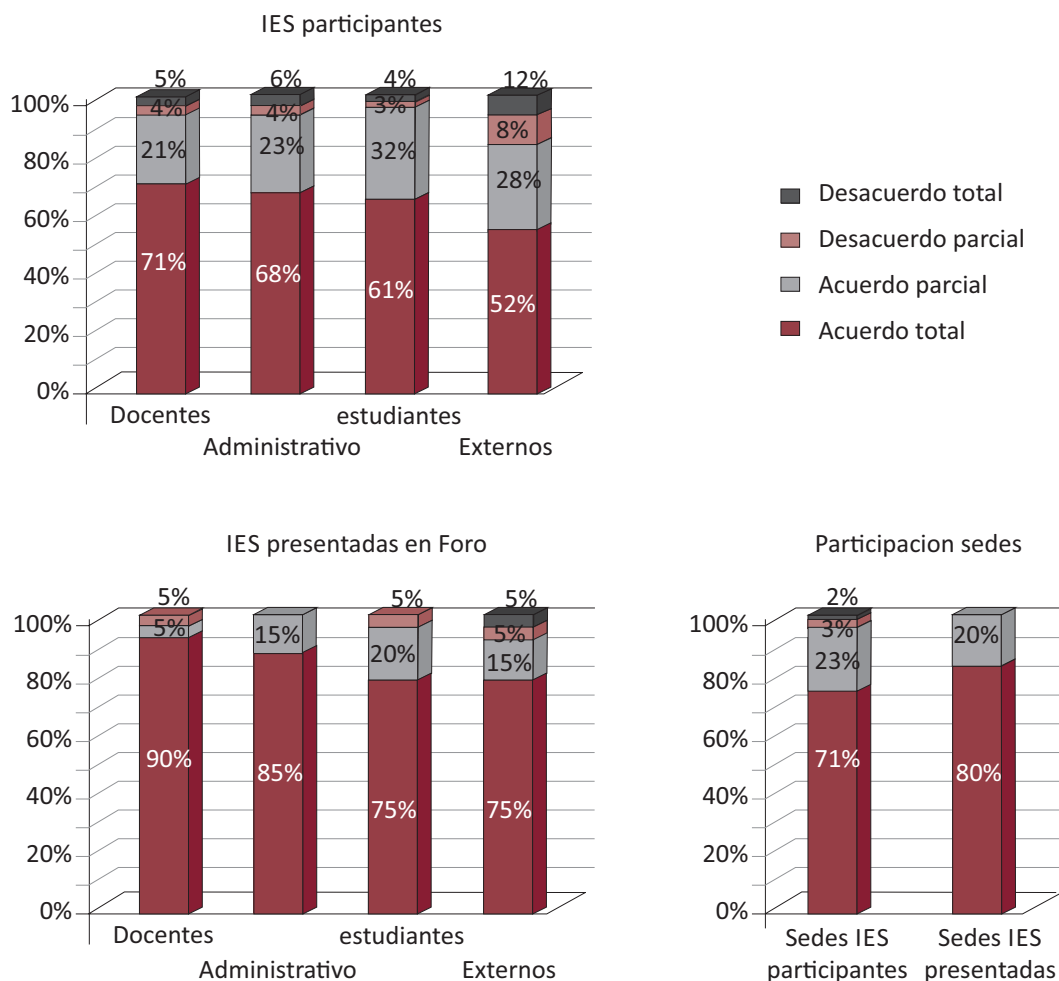 IES participantes
5% 6% 4% 12%
100%
4% 4% 3% 8%
21% 23% 32% 28%
80%
60%
71% 68% 61% 52%
40%
20%
0%
Docentes estudiantes
Administrativo Externos
Desacuerdo total
Desacuerdo parcial
Acuerdo parcial
Acuerdo total
IES presentadas en Foro
5% 5% 5%
100%
5% 15% 20% 5%
15%
80%
60%
90% 85% 75% 75%
40%
20%
0%
Docentes estudiantes
Administrativo Externos
Participacion sedes
2%
100%
3% 20%
23%
80%
60%
71% 80%
40%
20%
0%
Sedes IES Sedes IES
participantes presentadas